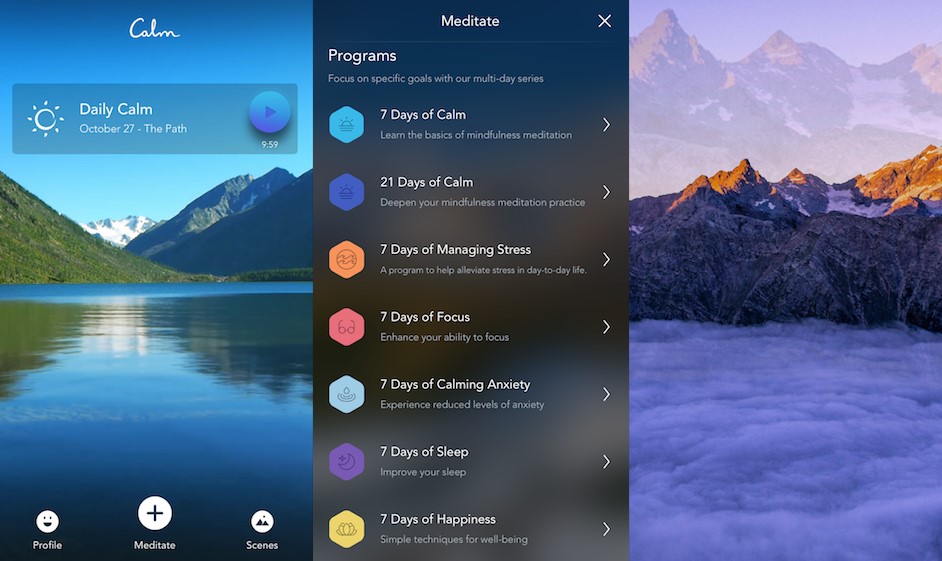 Calm
Daily Calm
October 27 - The Path
9:59
Profile
Meditate
Scenes
Meditate
Programs
Focus on specific goals with our multi-day series
7 Days of Calm
Learn the basics of mindfulness meditation
21 Days of Calm
Deepen your mindfulness meditation practice
7 Days of Managing Stress
A program to help alleviate stress in day-to-day life.
7 Days of Focus
Enhance your ability to focus
7 Days of Calming Anxiety
Experience reduced levels of anxiety
7 Days of Sleep
Improve your sleep
7 Days of Happiness
Simple techniques for well-being